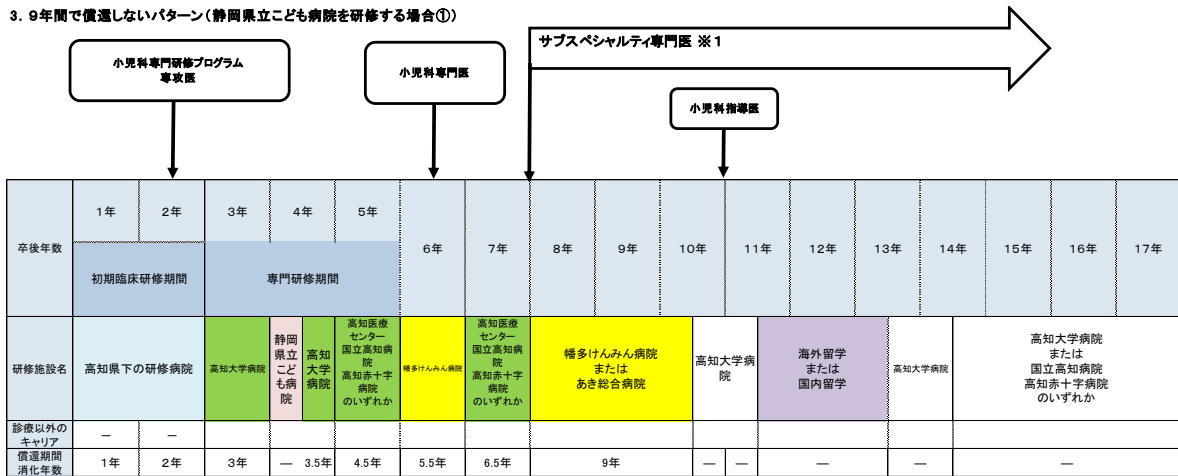 3．9年間で償還しないパターン（静岡県立こども病院を研修する場合①）
小児科専門研修プログラム
専攻医
小児科専門医
サブスペシャルティ専門医 ※1
小児科指導医
卒後年数
1年
2年
3年
4年
5年
6年
7年
8年
9年
10年
11年
12年
13年
14年
15年
16年
17年
初期臨床研修期間
専門研修期間
研修施設名
高知県下の研修病院
高知大学病院
静岡
県立
こど
も病
院
高知
大学
病院
高知医療
センター
国立高知病
院
高知赤十字
病院
のいずれか
幡多けんみん病院
高知医療
センター
国立高知病
院
高知赤十字
病院
のいずれか
幡多けんみん病院
または
あき総合病院
高知大学病
院
海外留学
または
国内留学
高知大学病院
高知大学病院
または
国立高知病院
高知赤十字病院
のいずれか
診療以外の
キャリア
―
―
償還期間
消化年数
1年
2年
3年
―
3.5年
4.5年
5.5年
6.5年
9年
―
―
―
―
―